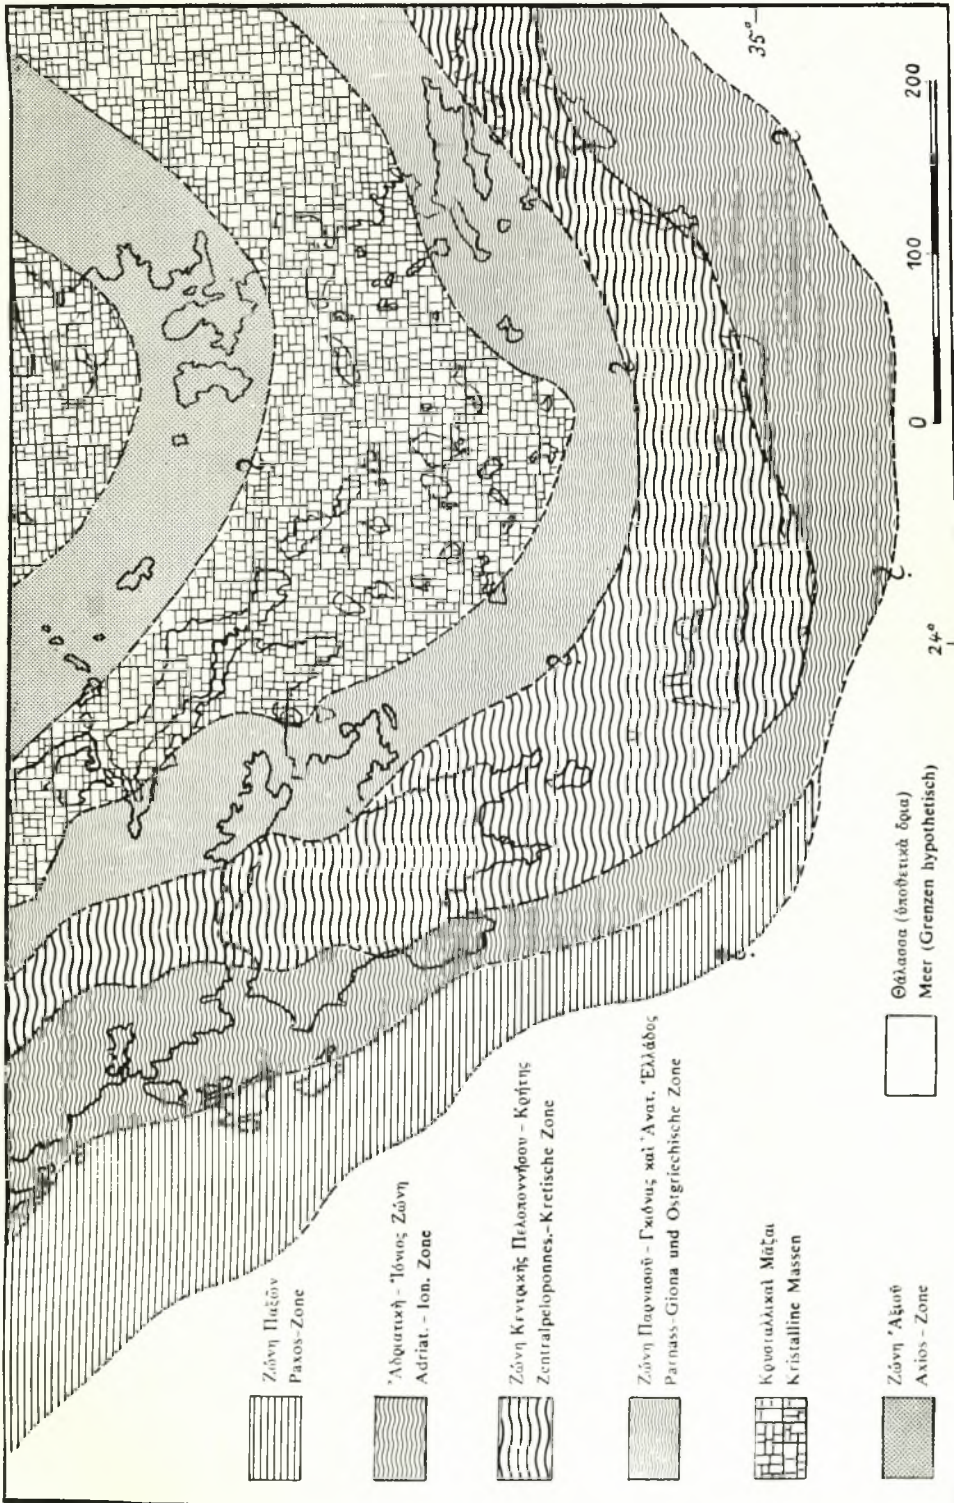 Ζώνη Παξῶν
Paxos-Zone
Ἀδριατική - Ἰόνιος Ζώνη
Adriat. - Ion. Zone
Ζώνη Κεντρικῆς Πελοποννήσου - Κρήτης
Zentralpeloponnes.-Kretische Zone
Ζώνη Παρνασοῦ - Γκιόνας καὶ Ἀνατ. Ἑλλάδος
Parnass-Giona und Ostgriechische Zone
Κρυσταλλικαὶ Μᾶζαι
Kristalline Massen
Ζώνη Ἀξιοῦ
Axios - Zone
Θάλασσα (ὑποθετικὰ ὅρια)
Meer (Grenzen hypothetisch)
24°
35°
0 100 200
?
?
?
?
?
?
?